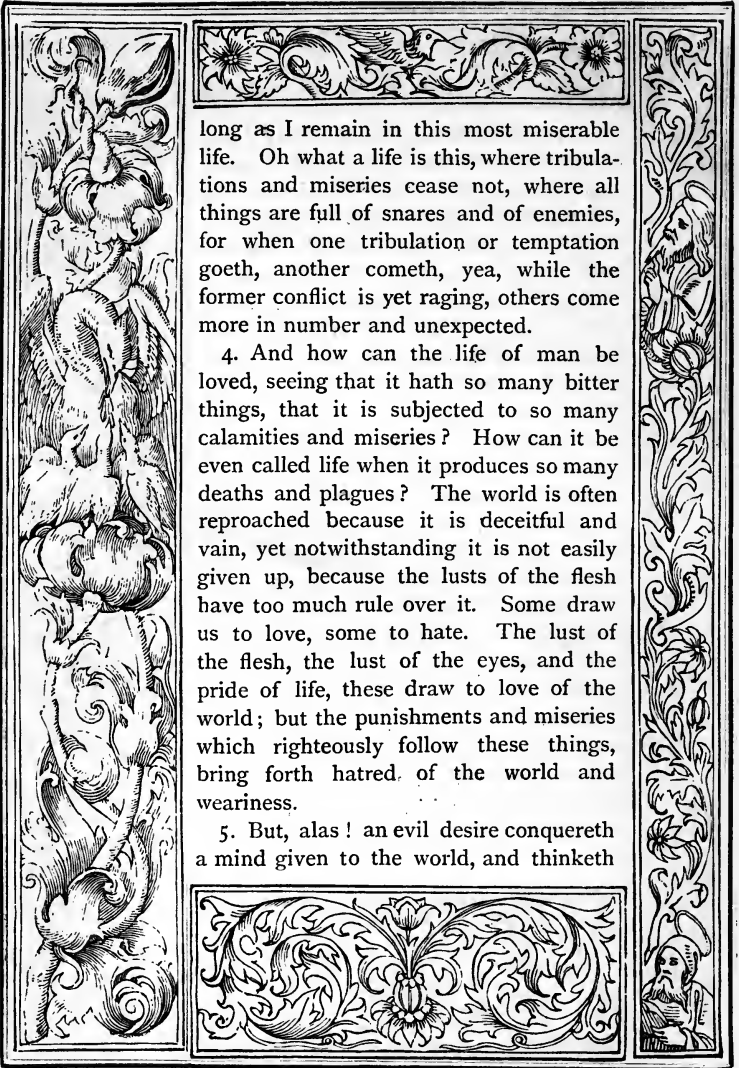 long as I remain in this most miserable
life. Oh what a life is this, where tribula-
tions and miseries cease not, where all
things are full of snares and of enemies,
for when one tribulation or temptation
goeth, another cometh, yea, while the
former conflict is yet raging, others come
more in number and unexpected.
4. And how can the life of man be
loved, seeing that it hath so many bitter
things, that it is subjected to so many
calamities and miseries? How can it be
even called life when it produces so many
deaths and plagues? The world is often
reproached because it is deceitful and
vain, yet notwithstanding it is not easily
given up, because the lusts of the flesh
have too much rule over it. Some draw
us to love, some to hate. The lust of
the flesh, the lust of the eyes, and the
pride of life, these draw to love of the
world; but the punishments and miseries
which righteously follow these things,
bring forth hatred of the world and
weariness.
5. But, alas! an evil desire conquereth
a mind given to the world, and thinketh